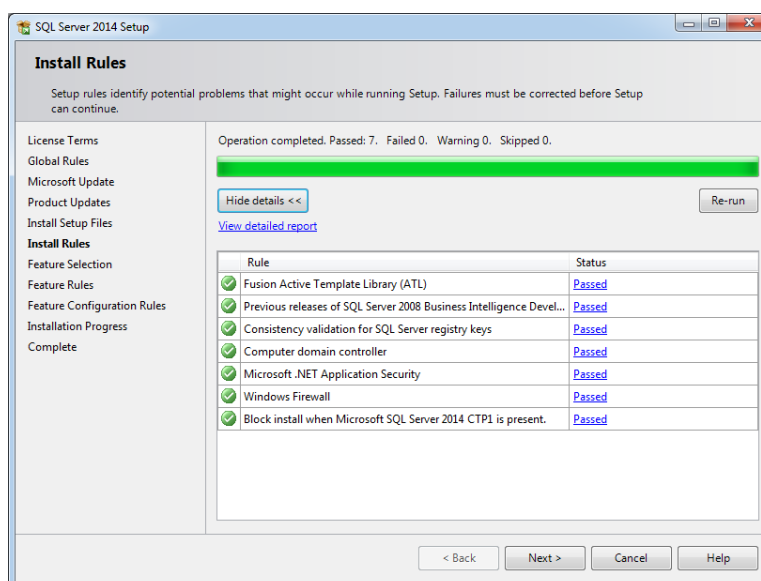 SQL Server 2014 Setup
Install Rules
Setup rules identify potential problems that might occur while running Setup. Failures must be corrected before Setup
can continue.
License Terms
Global Rules
Microsoft Update
Product Updates
Install Setup Files
Install Rules
Feature Selection
Feature Rules
Feature Configuration Rules
Installation Progress
Complete
Operation completed. Passed: 7. Failed 0. Warning 0. Skipped 0.
Hide details << Re-run
View detailed report
Rule Status
Fusion Active Template Library (ATL) Passed
Previous releases of SQL Server 2008 Business Intelligence Devel... Passed
Consistency validation for SQL Server registry keys Passed
Computer domain controller Passed
Microsoft .NET Application Security Passed
Windows Firewall Passed
Block install when Microsoft SQL Server 2014 CTP1 is present. Passed
< Back Next > Cancel Help